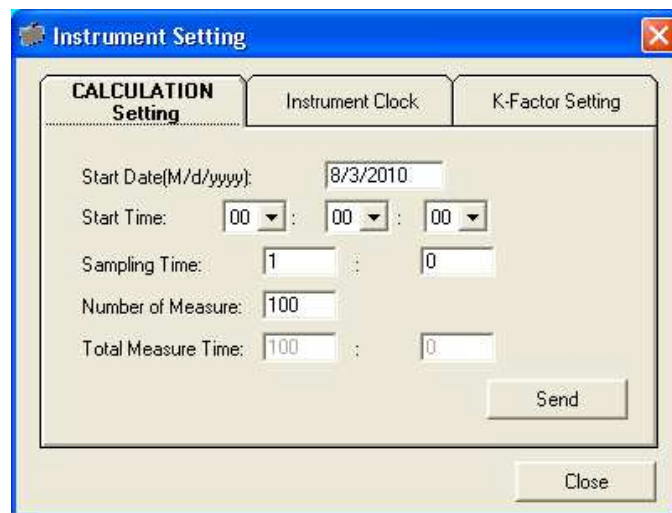 Instrument Setting
CALCULATION
Setting
Instrument Clock
K-Factor Setting
Start Date(M/d/yyyy): 8/3/2010
Start Time: 00 : 00 : 00
Sampling Time: 1 : 0
Number of Measure: 100
Total Measure Time: 100 : 0
Send
Close